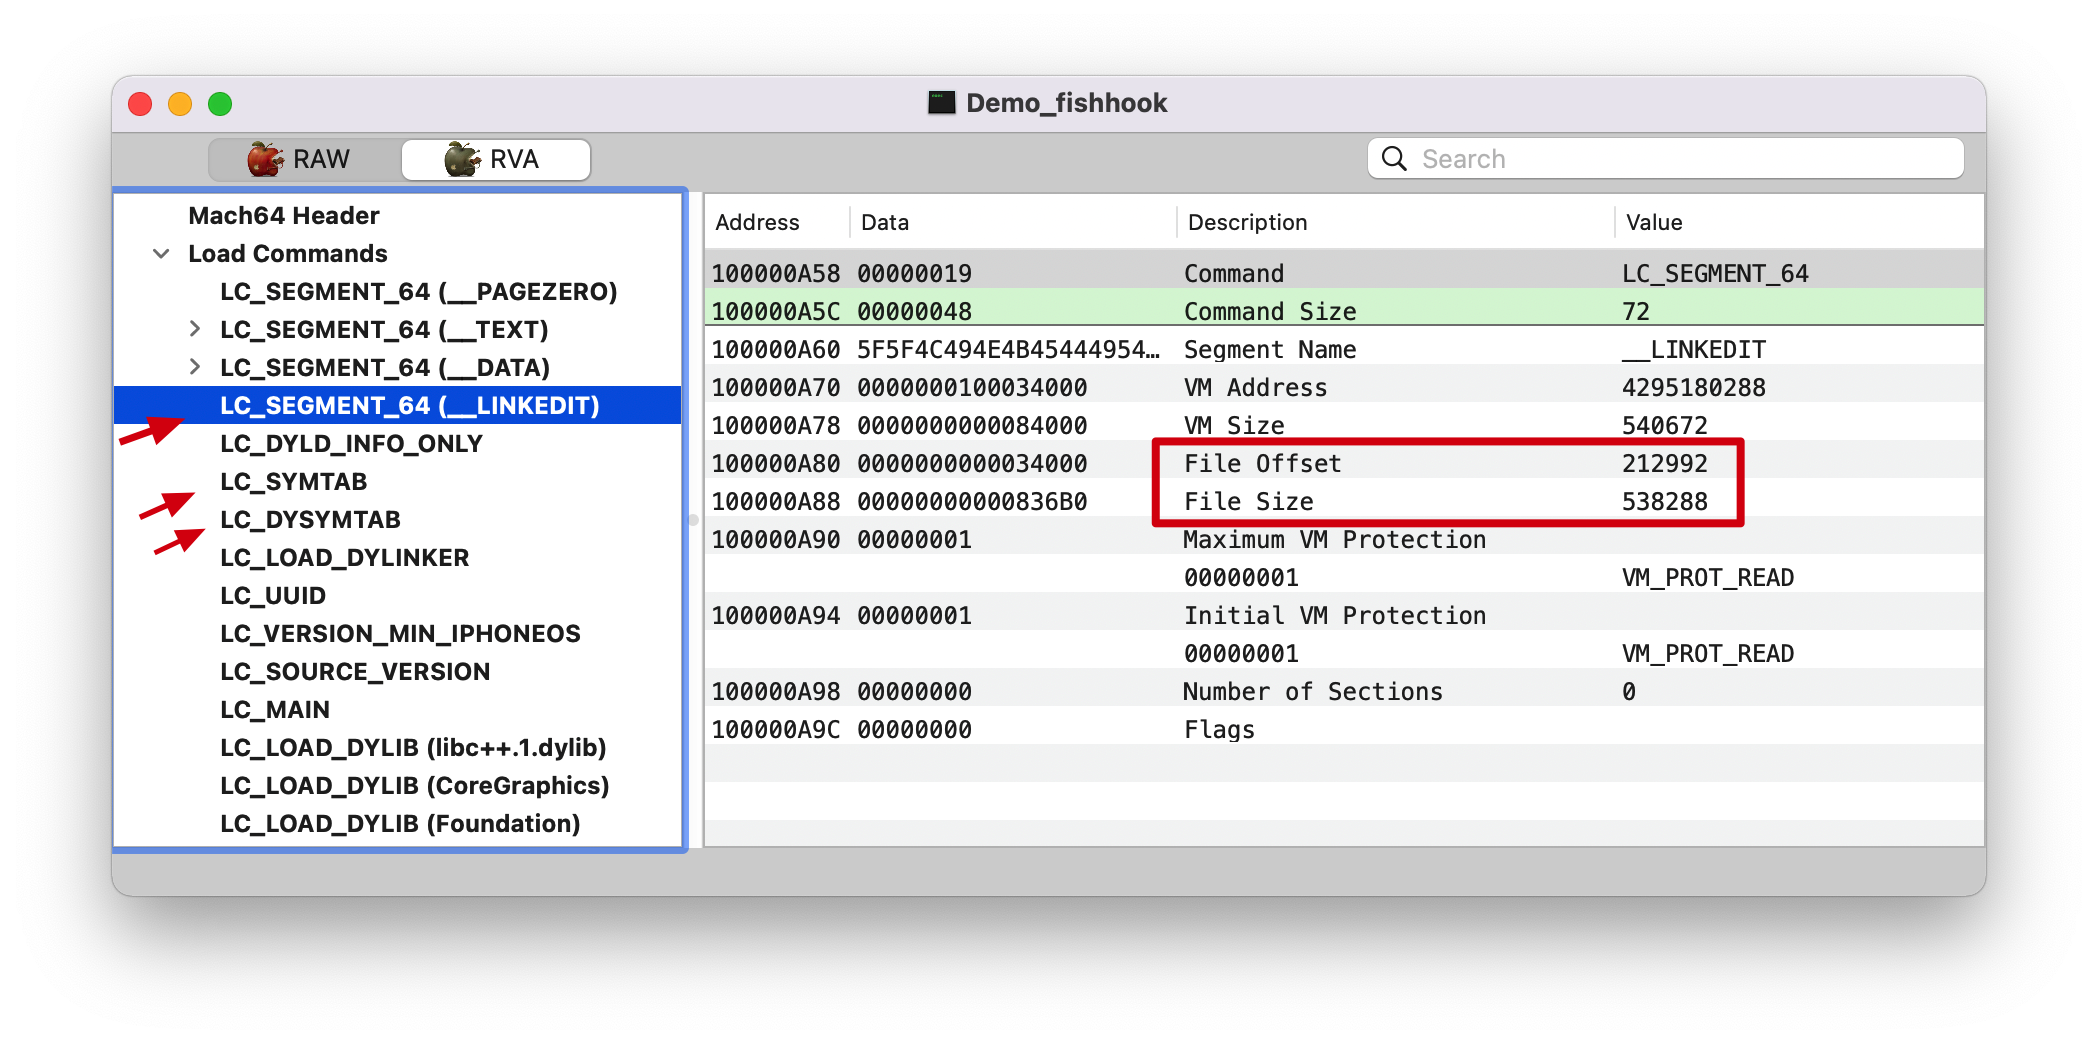 Demo_fishhook
RAW RVA Search
Mach64 Header
Load Commands
LC_SEGMENT_64 (__PAGEZERO)
LC_SEGMENT_64 (__TEXT)
LC_SEGMENT_64 (__DATA)
LC_SEGMENT_64 (__LINKEDIT)
LC_DYLD_INFO_ONLY
LC_SYMTAB
LC_DYSYMTAB
LC_LOAD_DYLINKER
LC_UUID
LC_VERSION_MIN_IPHONEOS
LC_SOURCE_VERSION
LC_MAIN
LC_LOAD_DYLIB (libc++.1.dylib)
LC_LOAD_DYLIB (CoreGraphics)
LC_LOAD_DYLIB (Foundation)
Address Data Description Value
100000A58 00000019 Command LC_SEGMENT_64
100000A5C 00000048 Command Size 72
100000A60 5F5F4C494E4B45444954… Segment Name __LINKEDIT
100000A70 0000000100034000 VM Address 4295180288
100000A78 0000000000084000 VM Size 540672
100000A80 0000000000034000 File Offset 212992
100000A88 00000000000836B0 File Size 538288
100000A90 00000001 Maximum VM Protection
00000001 VM_PROT_READ
100000A94 00000001 Initial VM Protection
00000001 VM_PROT_READ
100000A98 00000000 Number of Sections 0
100000A9C 00000000 Flags